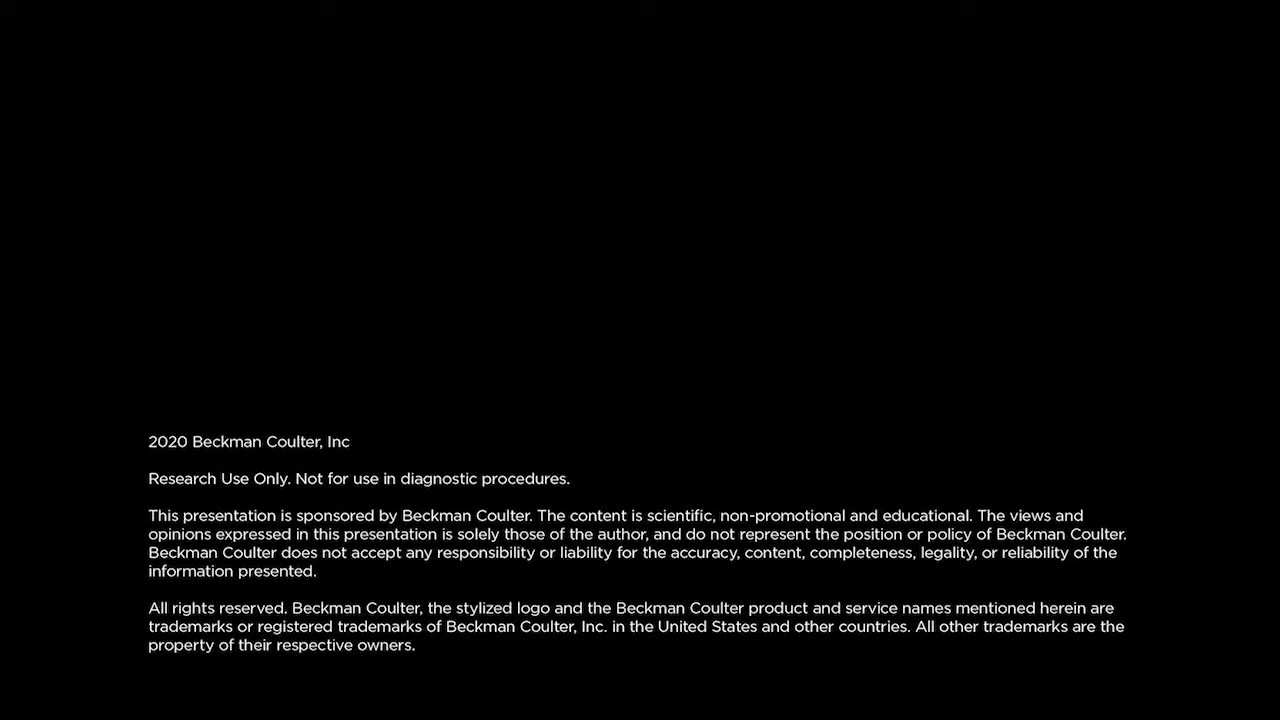 2020 Beckman Coulter, Inc
Research Use Only. Not for use in diagnostic procedures.
This presentation is sponsored by Beckman Coulter. The content is scientific, non-promotional and educational. The views and
opinions expressed in this presentation is solely those of the author, and do not represent the position or policy of Beckman Coulter.
Beckman Coulter does not accept any responsibility or liability for the accuracy, content, completeness, legality, or reliability of the
information presented.
All rights reserved. Beckman Coulter, the stylized logo and the Beckman Coulter product and service names mentioned herein are
trademarks or registered trademarks of Beckman Coulter, Inc. in the United States and other countries. All other trademarks are the
property of their respective owners.